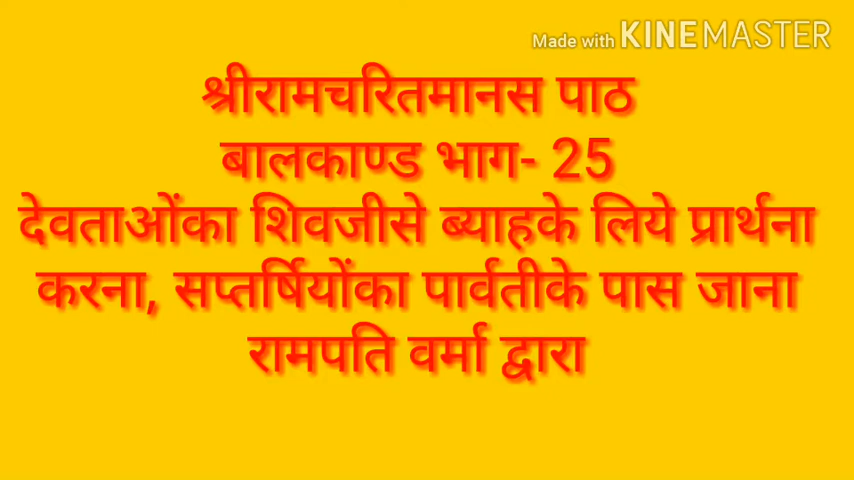 Made with KINEMASTER
श्रीरामचरितमानस पाठ
बालकाण्ड भाग- 25
देवताओंका शिवजीसे ब्याहके लिये प्रार्थना
करना, सप्तर्षियोंका पार्वतीके पास जाना
रामपति वर्मा द्वारा